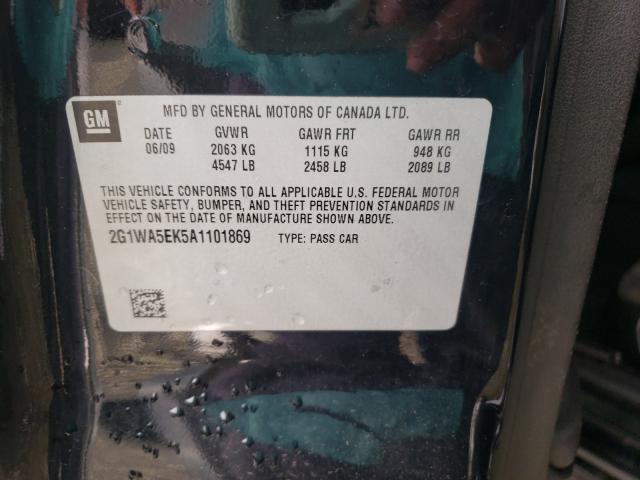 GM
MFD BY GENERAL MOTORS OF CANADA LTD.
DATE GVWR GAWR FRT GAWR RR
06/09 2063 KG 1115 KG 948 KG
4547 LB 2458 LB 2089 LB
THIS VEHICLE CONFORMS TO ALL APPLICABLE U.S. FEDERAL MOTOR
VEHICLE SAFETY, BUMPER, AND THEFT PREVENTION STANDARDS IN
EFFECT ON THE DATE OF MANUFACTURE SHOWN ABOVE.
2G1WA5EK5A1101869 TYPE: PASS CAR